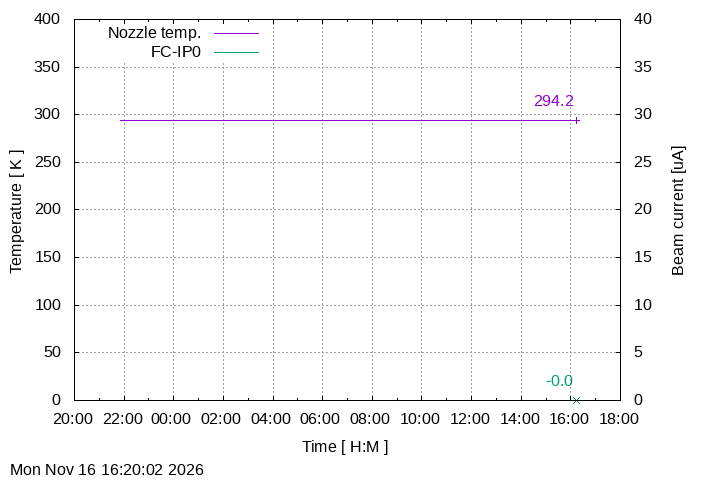 Nozzle temp.
FC-IP0
400
350
300
250
200
150
100
50
0
40
35
30
25
20
15
10
5
0
294.2
-0.0
Temperature [ K ]
Beam current [uA]
20:00 22:00 00:00 02:00 04:00 06:00 08:00 10:00 12:00 14:00 16:00 18:00
Time [ H:M ]
Mon Nov 16 16:20:02 2026